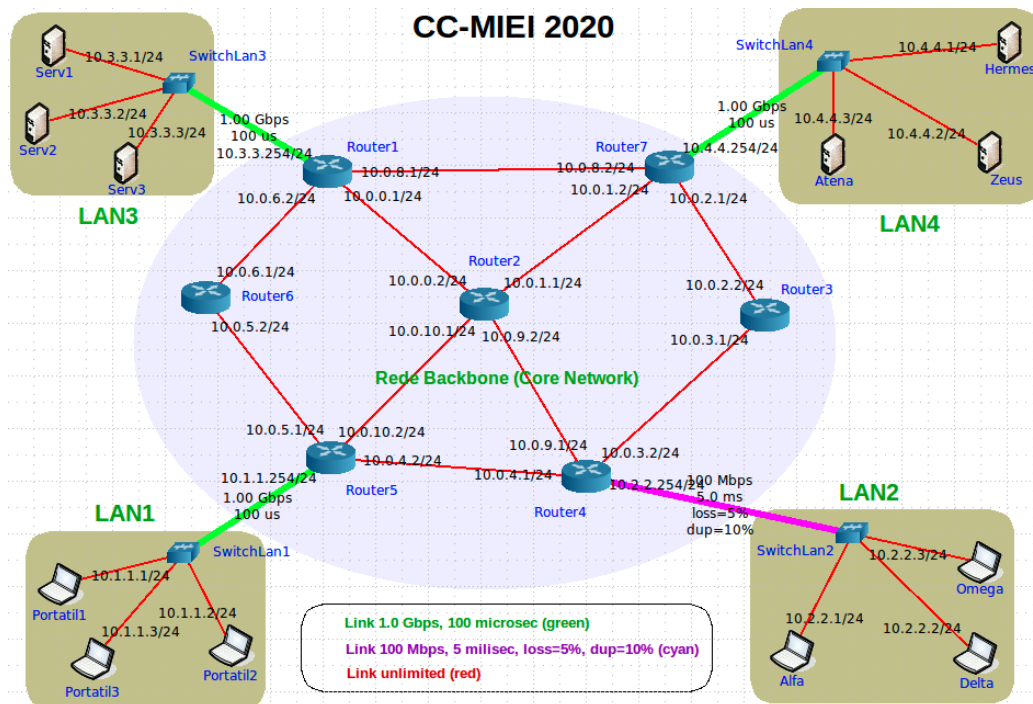 CC-MIEI 2020
10.3.3.1/24
SwitchLan3
Serv1
10.3.3.2/24
Serv2
10.3.3.3/24
Serv3
LAN3
1.00 Gbps
100 us
10.3.3.254/24
SwitchLan4
10.4.4.1/24
Hermes
1.00 Gbps
100 us
10.4.4.3/24
10.4.4.2/24
10.4.4.254/24
Atena
Zeus
LAN4
Router1
10.0.8.1/24
10.0.6.2/24
10.0.0.1/24
Router7
10.0.8.2/24
10.0.1.2/24
10.0.2.1/24
10.0.6.1/24
Router6
10.0.5.2/24
Router2
10.0.0.2/24
10.0.1.1/24
10.0.10.1/24
10.0.9.2/24
10.0.2.2/24
Router3
10.0.3.1/24
Rede Backbone (Core Network)
10.0.5.1/24
10.0.10.2/24
10.0.4.2/24
10.1.1.254/24
Router5
10.0.9.1/24
10.0.3.2/24
10.0.4.1/24
10.2.2.254/24
Router4
1.00 Gbps
100 us
100 Mbps
5.0 ms
loss=5%
dup=10%
LAN1
SwitchLan1
10.1.1.1/24
Portatil1
10.1.1.2/24
10.1.1.3/24
Portatil2
Portatil3
LAN2
SwitchLan2
10.2.2.3/24
Omega
10.2.2.1/24
10.2.2.2/24
Alfa
Delta
Link 1.0 Gbps, 100 microsec (green)
Link 100 Mbps, 5 milisec, loss=5%, dup=10% (cyan)
Link unlimited (red)